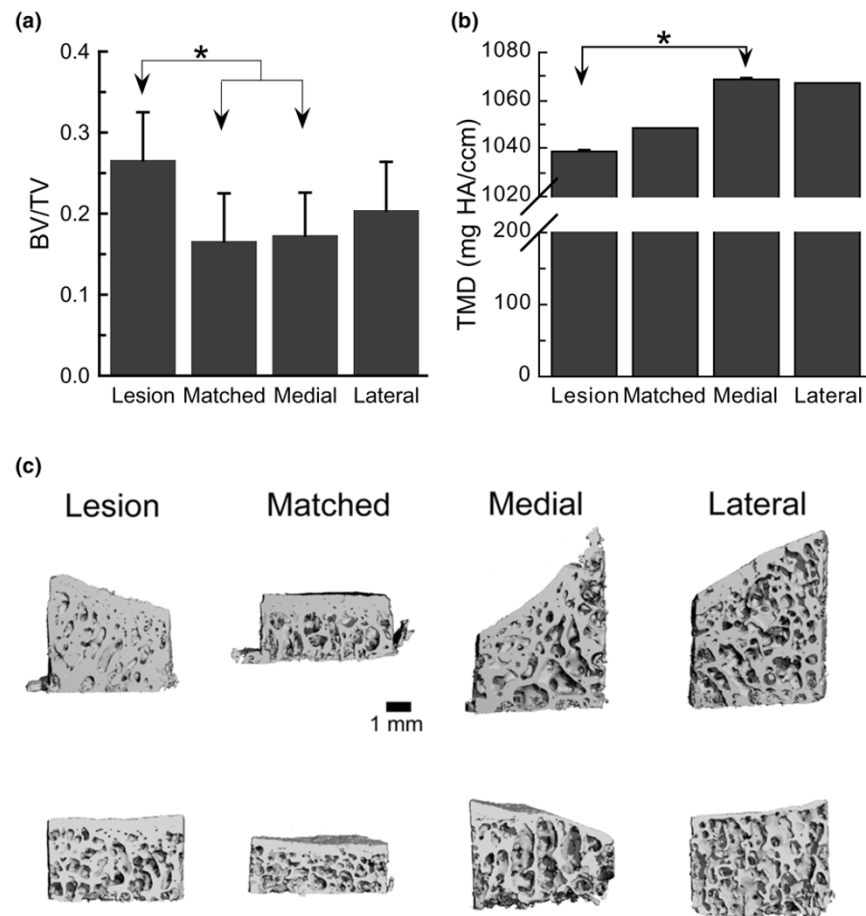 (a)
*
0.4
0.3
0.2
0.1
0.0
BV/TV
Lesion Matched Medial Lateral
(b)
*
1080
1060
1040
1020
200
100
0
TMD (mg HA/ccm)
Lesion Matched Medial Lateral
(c)
Lesion Matched Medial Lateral
1 mm